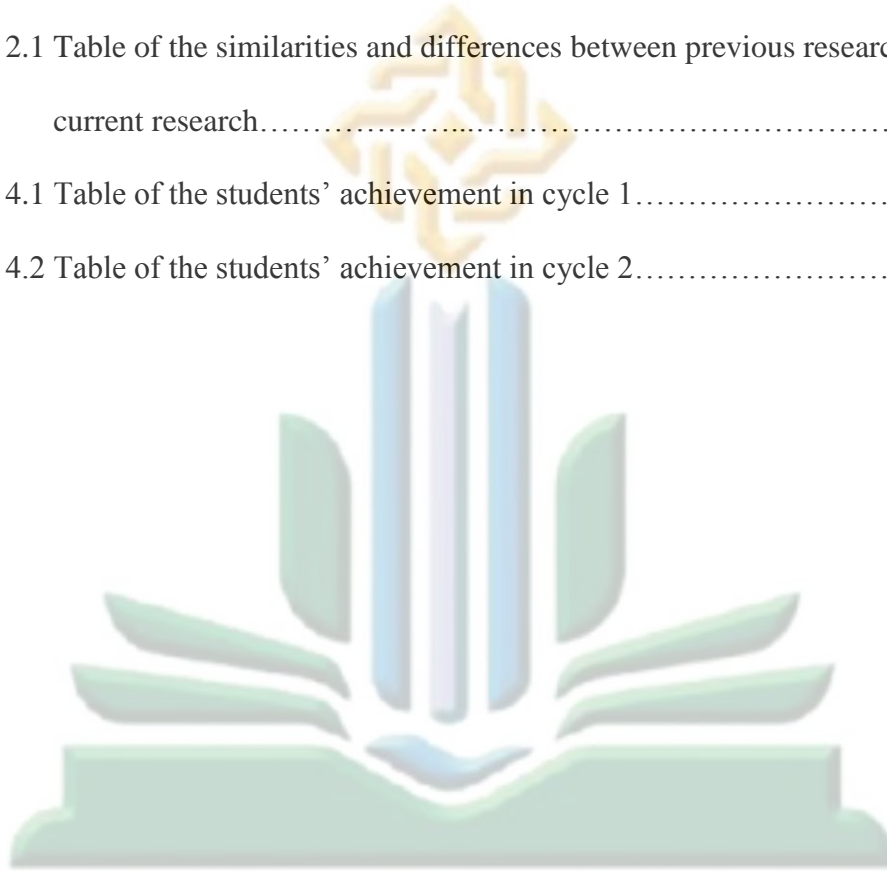 2.1 Table of the similarities and differences between previous researc
current research………………...……………………………………
4.1 Table of the students’ achievement in cycle 1……………………
4.2 Table of the students’ achievement in cycle 2……………………